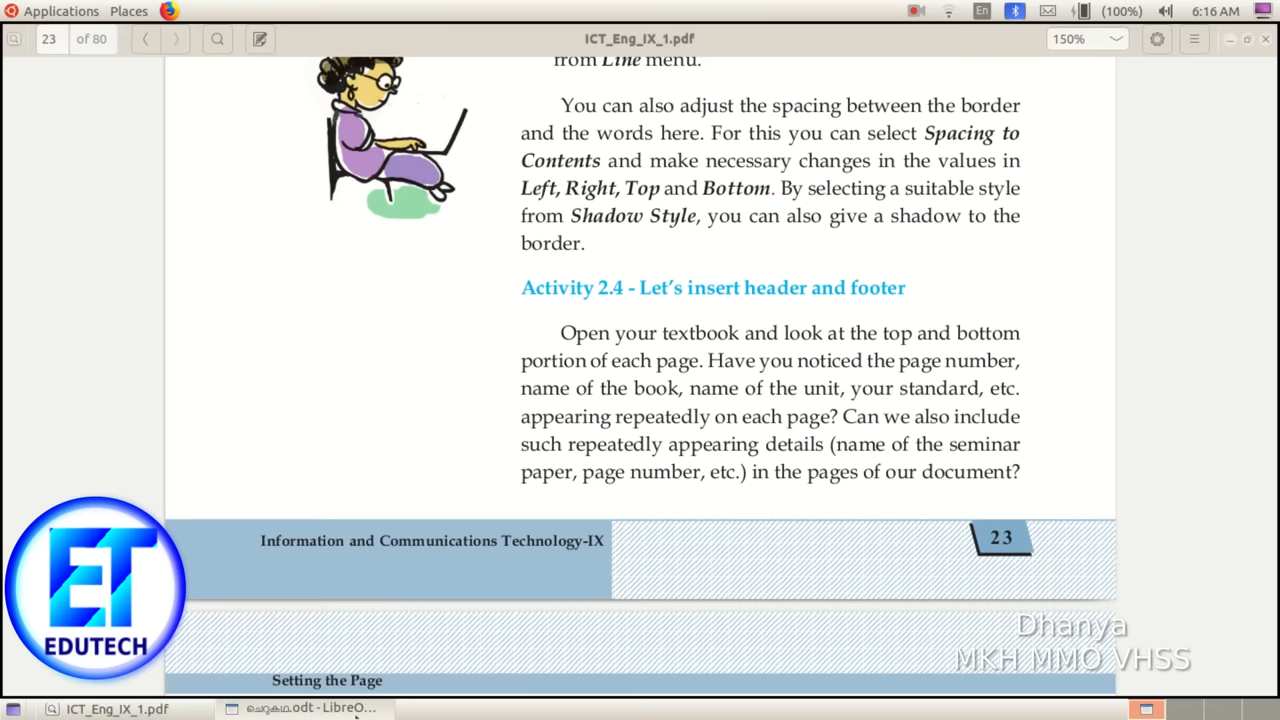 Applications Places En (100%) 6:16 AM
23 of 80 ICT_Eng_IX_1.pdf 150%
from Line menu.
You can also adjust the spacing between the border
and the words here. For this you can select Spacing to
Contents and make necessary changes in the values in
Left, Right, Top and Bottom. By selecting a suitable style
from Shadow Style, you can also give a shadow to the
border.
Activity 2.4 - Let's insert header and footer
Open your textbook and look at the top and bottom
portion of each page. Have you noticed the page number,
name of the book, name of the unit, your standard, etc.
appearing repeatedly on each page? Can we also include
such repeatedly appearing details (name of the seminar
paper, page number, etc.) in the pages of our document?
Information and Communications Technology-IX 23
ET
EDUTECH
Dhanya
MKH MMO VHSS
Setting the Page
ICT_Eng_IX_1.pdf ചെറുകഥ.odt - LibreO...